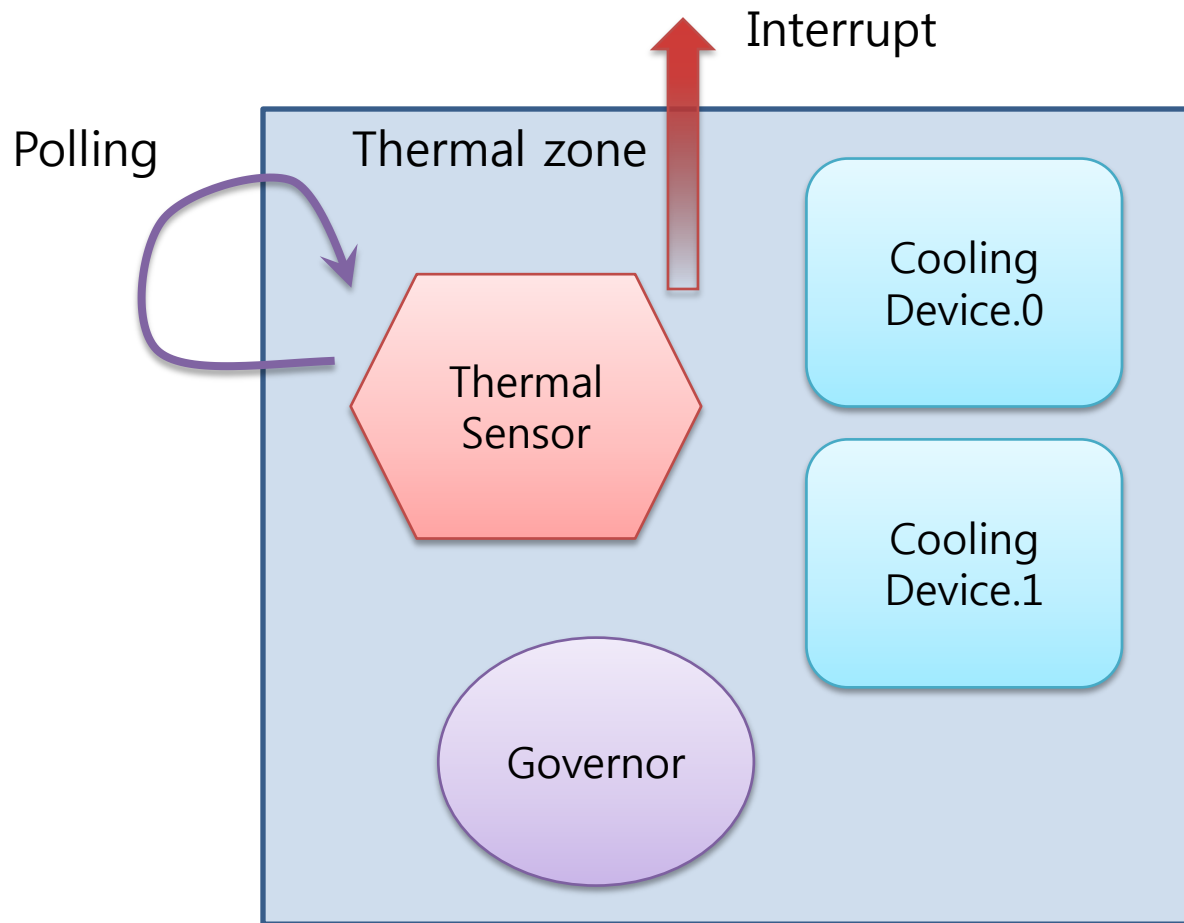 Interrupt
Polling
Thermal zone
Cooling
Device.0
Thermal
Sensor
Cooling
Device.1
Governor